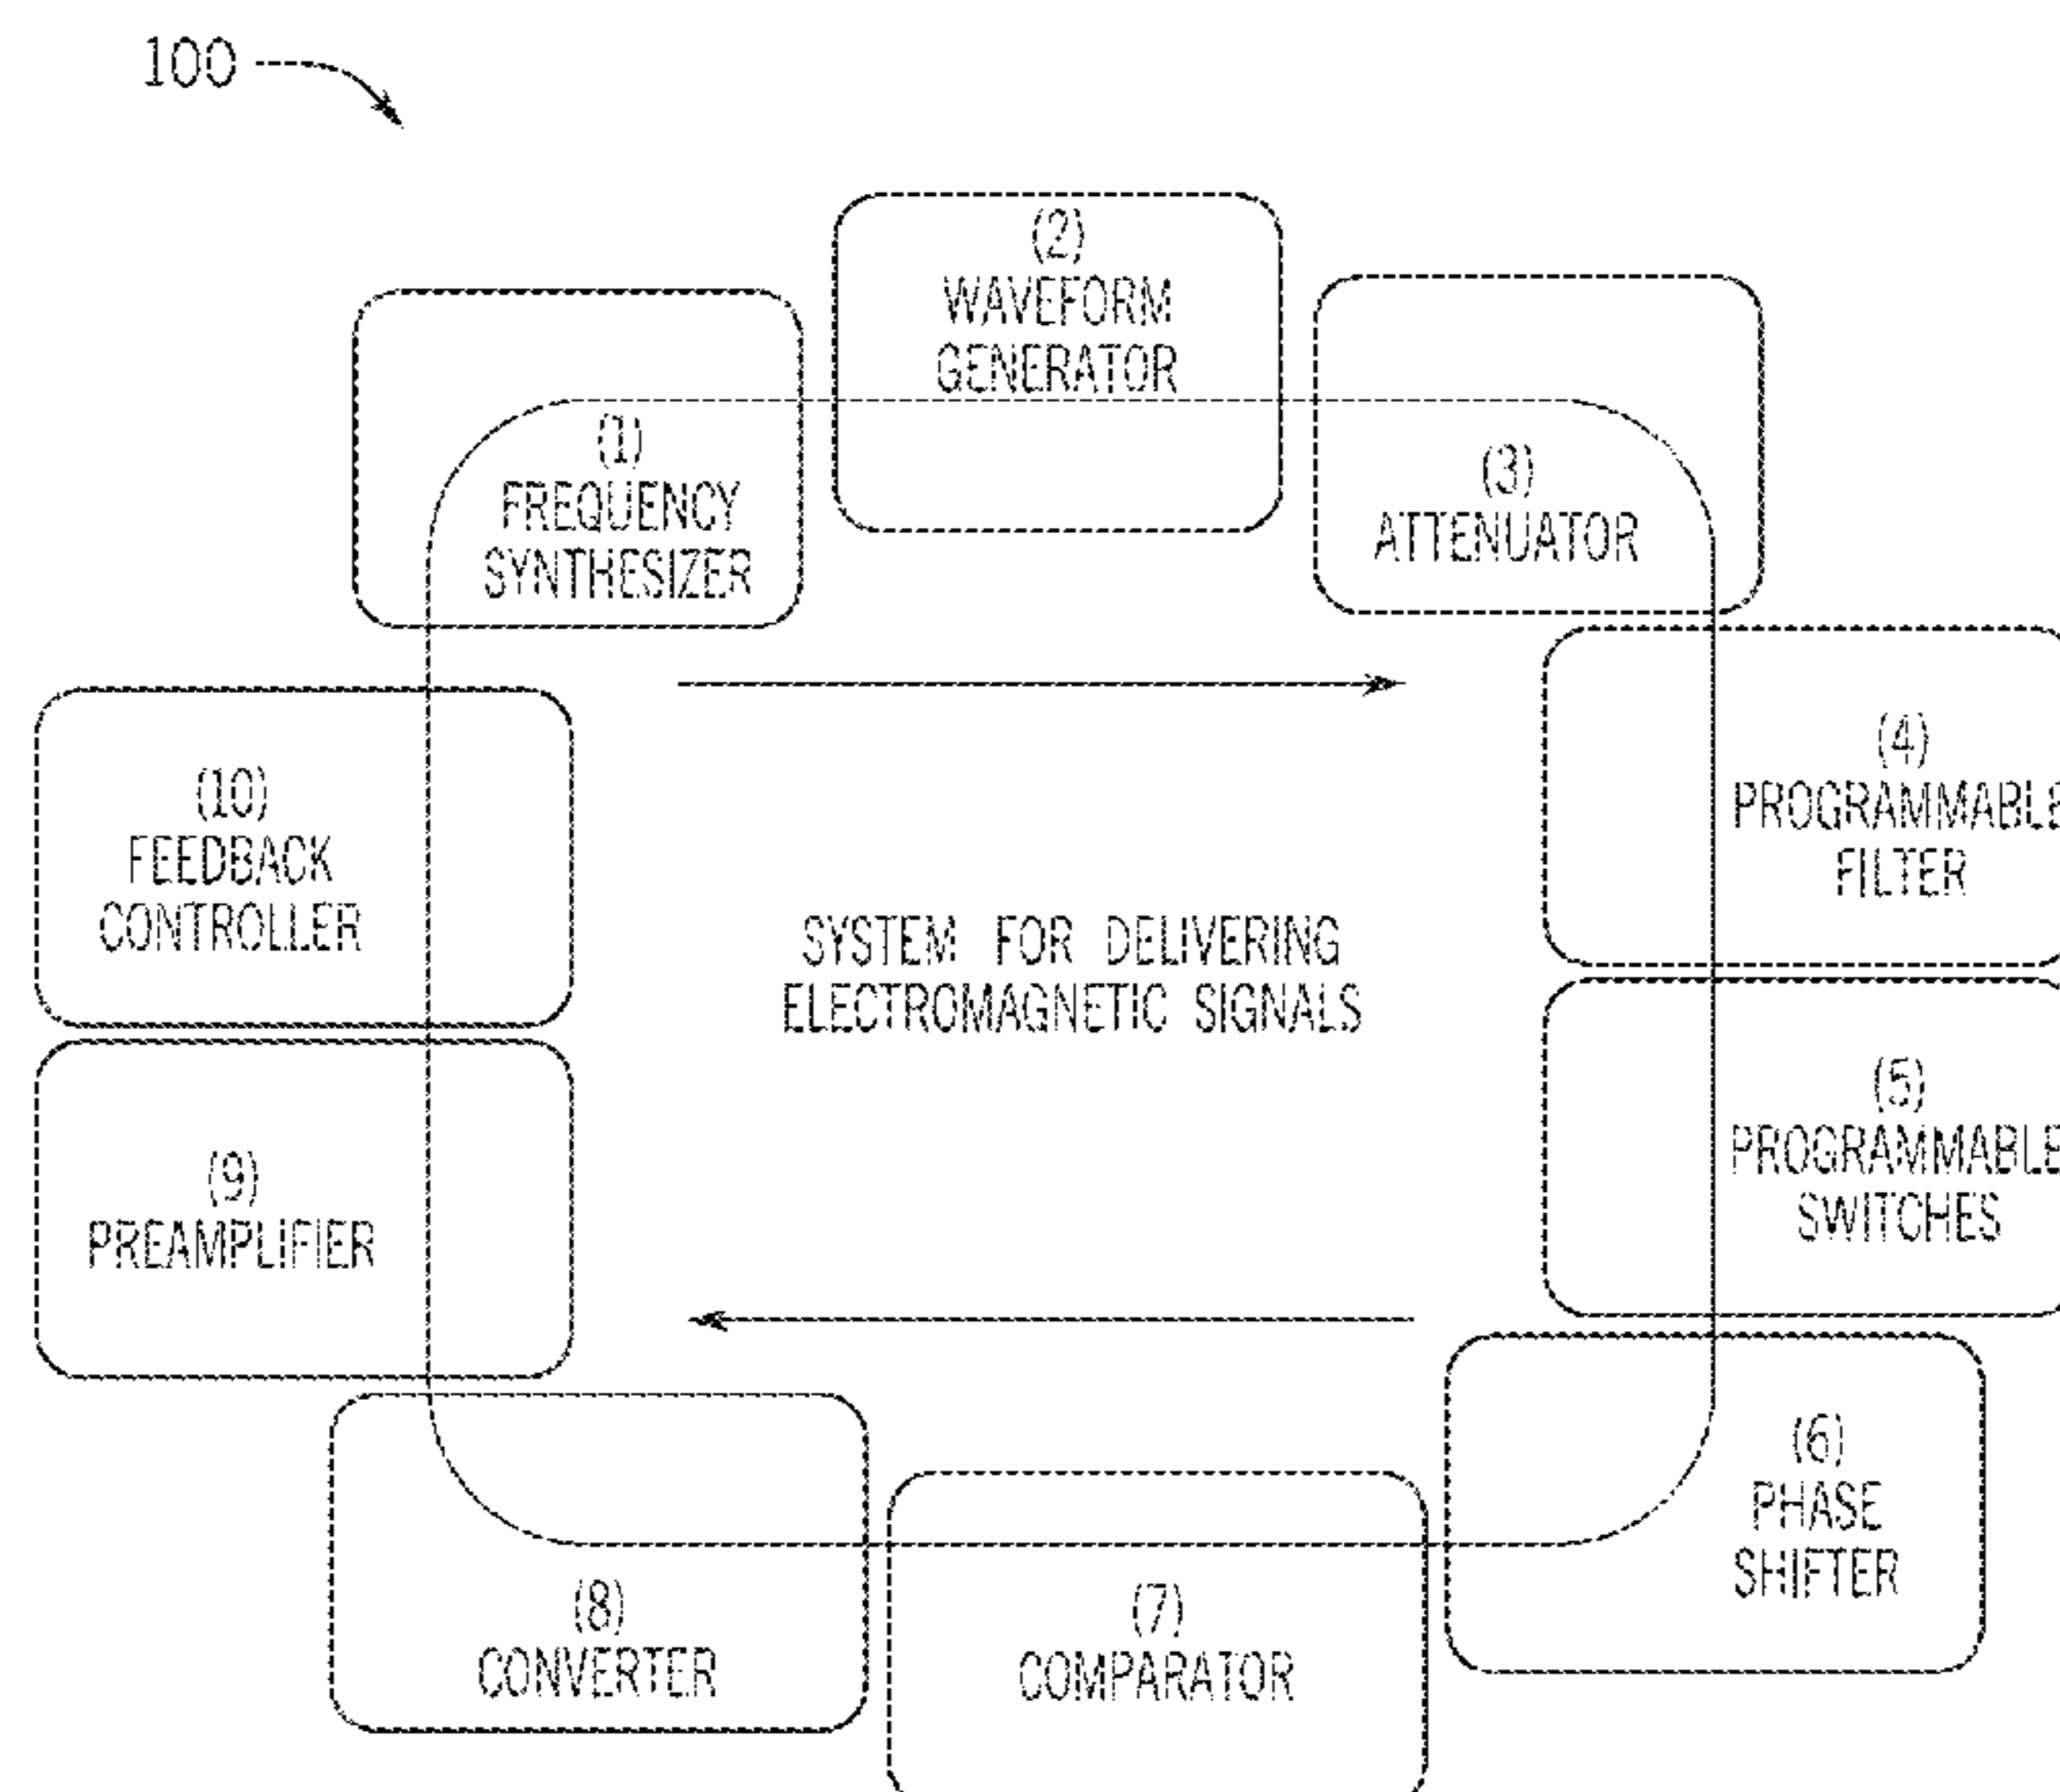 100
(2)
WAVEFORM
GENERATOR
(1)
FREQUENCY
SYNTHESIZER
(3)
ATTENUATOR
(4)
PROGRAMMABLE
FILTER
(10)
FEEDBACK
CONTROLLER
SYSTEM FOR DELIVERING
ELECTROMAGNETIC SIGNALS
(5)
PROGRAMMABLE
SWITCHES
(9)
PREAMPLIFIER
(6)
PHASE
SHIFTER
(8)
CONVERTER
(7)
COMPARATOR